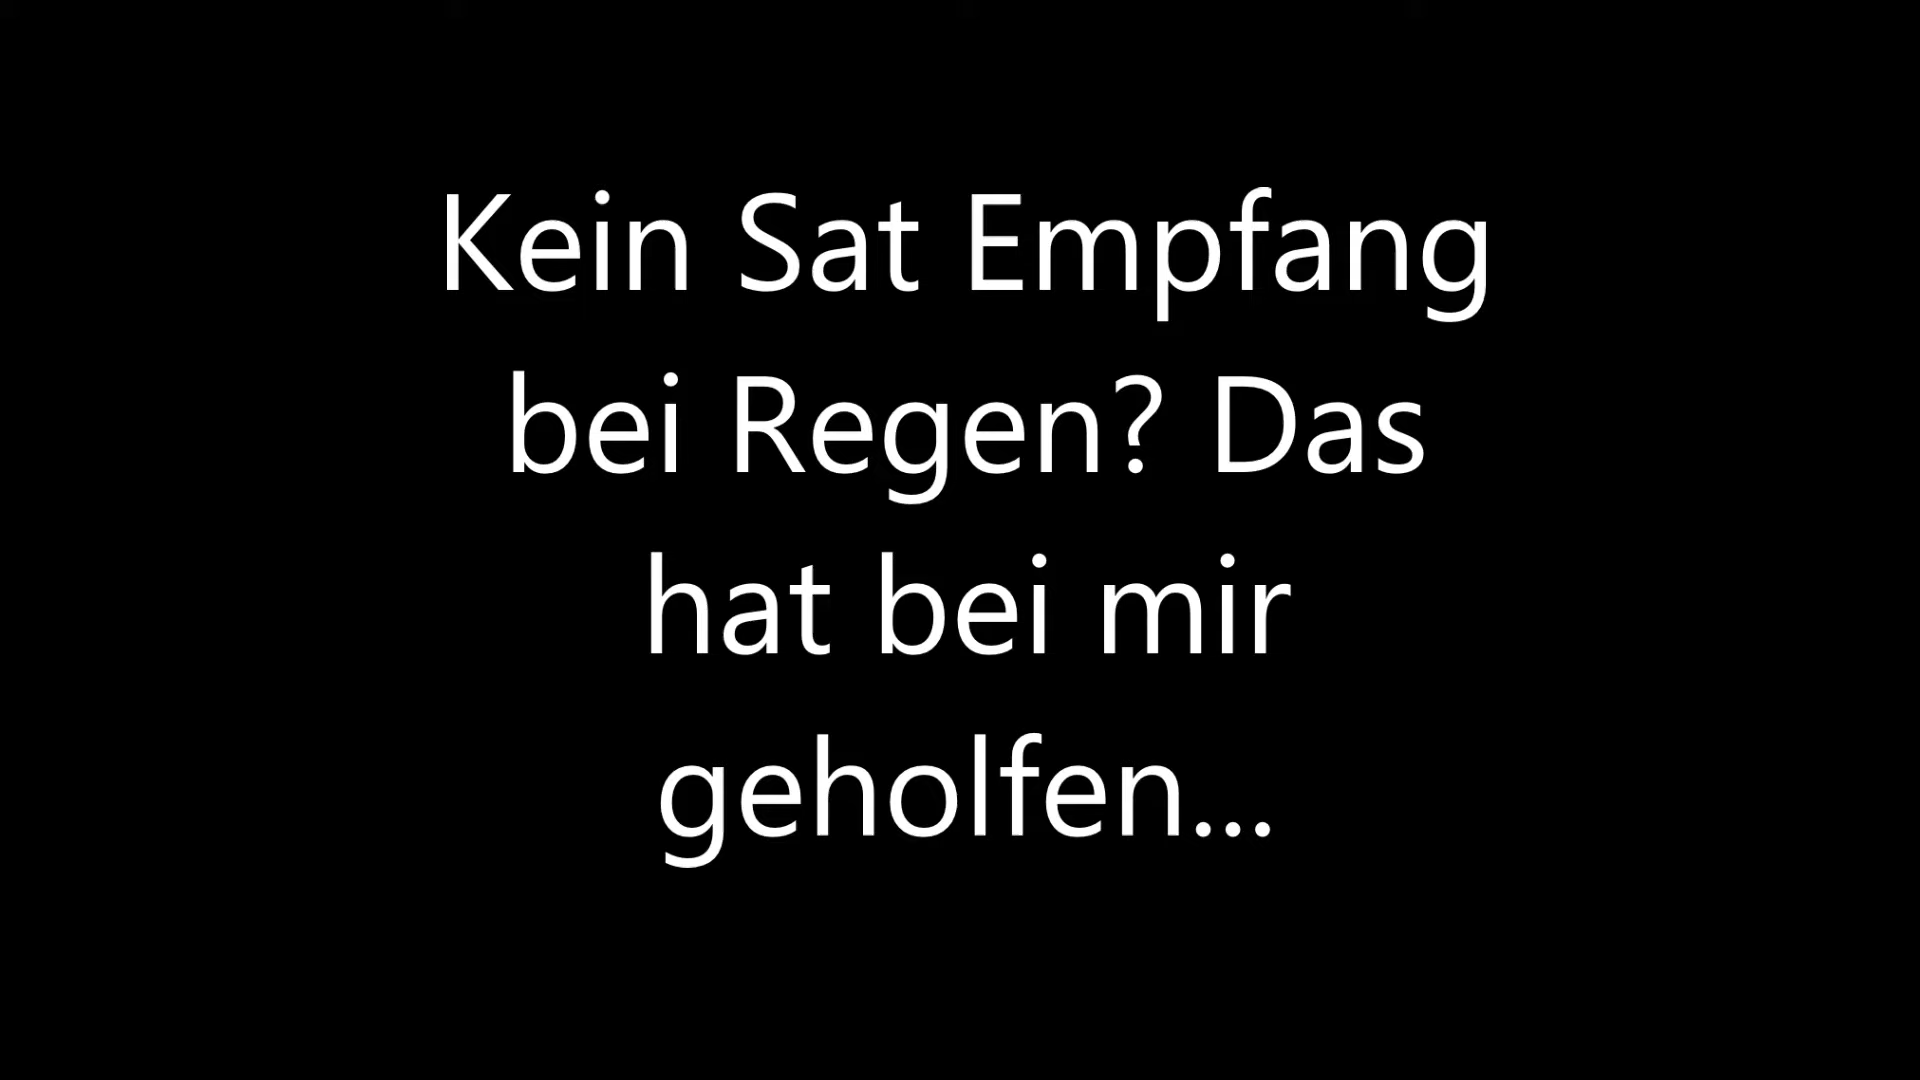 Kein Sat Empfang
bei Regen? Das
hat bei mir
geholfen...